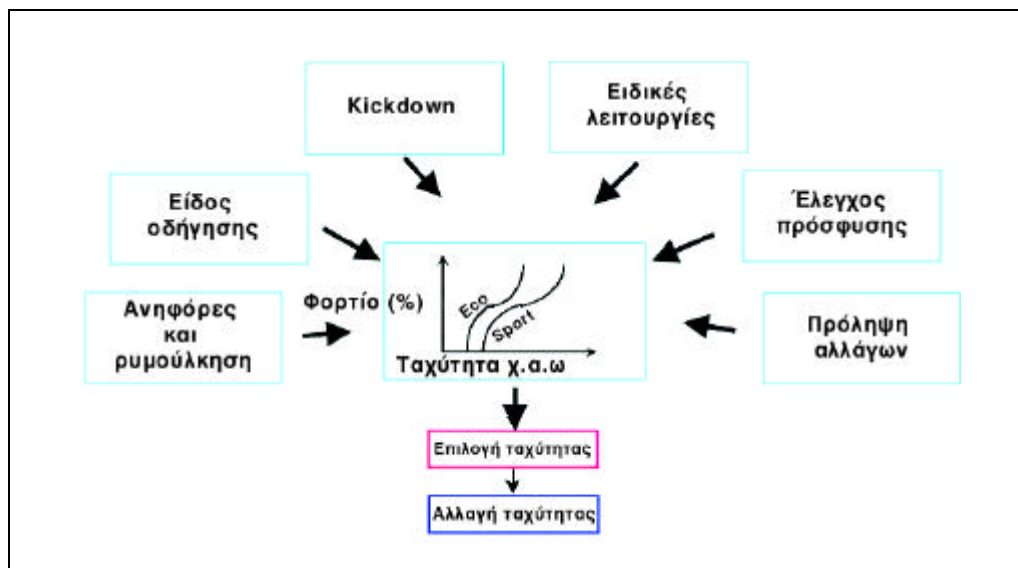 Kickdown
Ειδικές
λειτουργίες
Είδος
οδήγησης
Έλεγχος
πρόσφυσης
Ανηφόρες
και
ρυμούλκηση
Φορτίο (%)
Eco
Sport
Ταχύτητα χ.α.ω
Πρόληψη
αλλάγων
Επιλογή ταχύτητας
Αλλαγή ταχύτητας